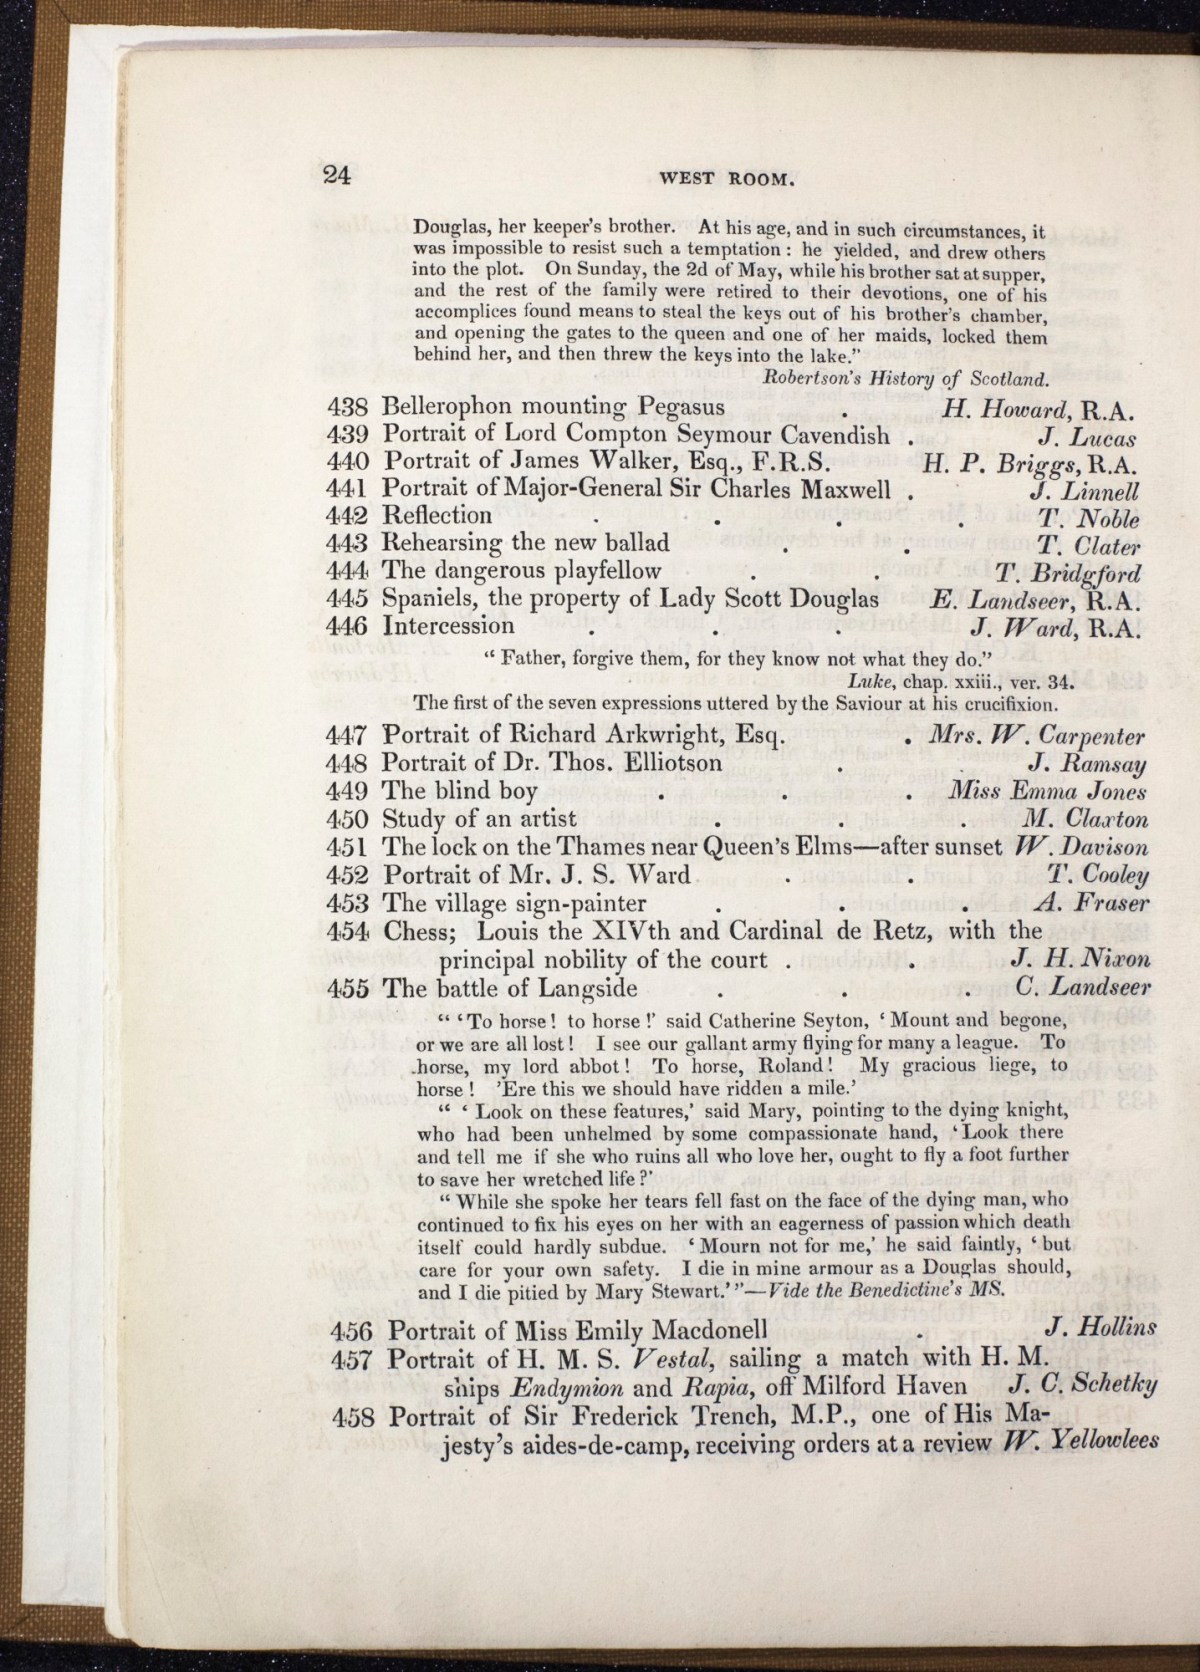 24 WEST ROOM.
Douglas, her keeper's brother. At his age, and in such circumstances, it
was impossible to resist such a temptation : he yielded, and drew others
into the plot. On Sunday, the 2d of May, while his brother sat at supper,
and the rest of the family were retired to their devotions, one of his
accomplices found means to steal the keys out of his brother's chamber,
and opening the gates to the queen and one of her maids, locked them
behind her, and then threw the keys into the lake."
Robertson's History of Scotland.
438 Bellerophon mounting Pegasus . H. Howard, R.A.
439 Portrait of Lord Compton Seymour Cavendish . J. Lucas
440 Portrait of James Walker, Esq., F.R.S. H. P. Briggs, R.A.
441 Portrait of Major-General Sir Charles Maxwell . J. Linnell
442 Reflection . . . . T. Noble
443 Rehearsing the new ballad . . T. Clater
444 The dangerous playfellow . . T. Bridgford
445 Spaniels, the property of Lady Scott Douglas E. Landseer, R.A.
446 Intercession . . . J. Ward, R.A.
" Father, forgive them, for they know not what they do."
Luke, chap. xxiii., ver. 34.
The first of the seven expressions uttered by the Saviour at his crucifixion.
447 Portrait of Richard Arkwright, Esq. . Mrs. W. Carpenter
448 Portrait of Dr. Thos. Elliotson . . J. Ramsay
449 The blind boy . . . Miss Emma Jones
450 Study of an artist . . . M. Claxton
451 The lock on the Thames near Queen's Elms—after sunset W. Davison
452 Portrait of Mr. J. S. Ward . . T. Cooley
453 The village sign-painter . . . A. Fraser
454 Chess; Louis the XIVth and Cardinal de Retz, with the
principal nobility of the court . . J. H. Nixon
455 The battle of Langside . . . C. Landseer
" 'To horse! to horse!' said Catherine Seyton, ' Mount and begone,
or we are all lost! I see our gallant army flying for many a league. To
horse, my lord abbot! To horse, Roland! My gracious liege, to
horse! 'Ere this we should have ridden a mile.'
" ' Look on these features,' said Mary, pointing to the dying knight,
who had been unhelmed by some compassionate hand, 'Look there
and tell me if she who ruins all who love her, ought to fly a foot further
to save her wretched life?'
" While she spoke her tears fell fast on the face of the dying man, who
continued to fix his eyes on her with an eagerness of passion which death
itself could hardly subdue. ' Mourn not for me,' he said faintly, ' but
care for your own safety. I die in mine armour as a Douglas should,
and I die pitied by Mary Stewart.' "—Vide the Benedictine's MS.
456 Portrait of Miss Emily Macdonell . J. Hollins
457 Portrait of H. M. S. Vestal, sailing a match with H. M.
ships Endymion and Rapia, off Milford Haven J. C. Schetky
458 Portrait of Sir Frederick Trench, M.P., one of His Ma-
jesty's aides-de-camp, receiving orders at a review W. Yellowlees